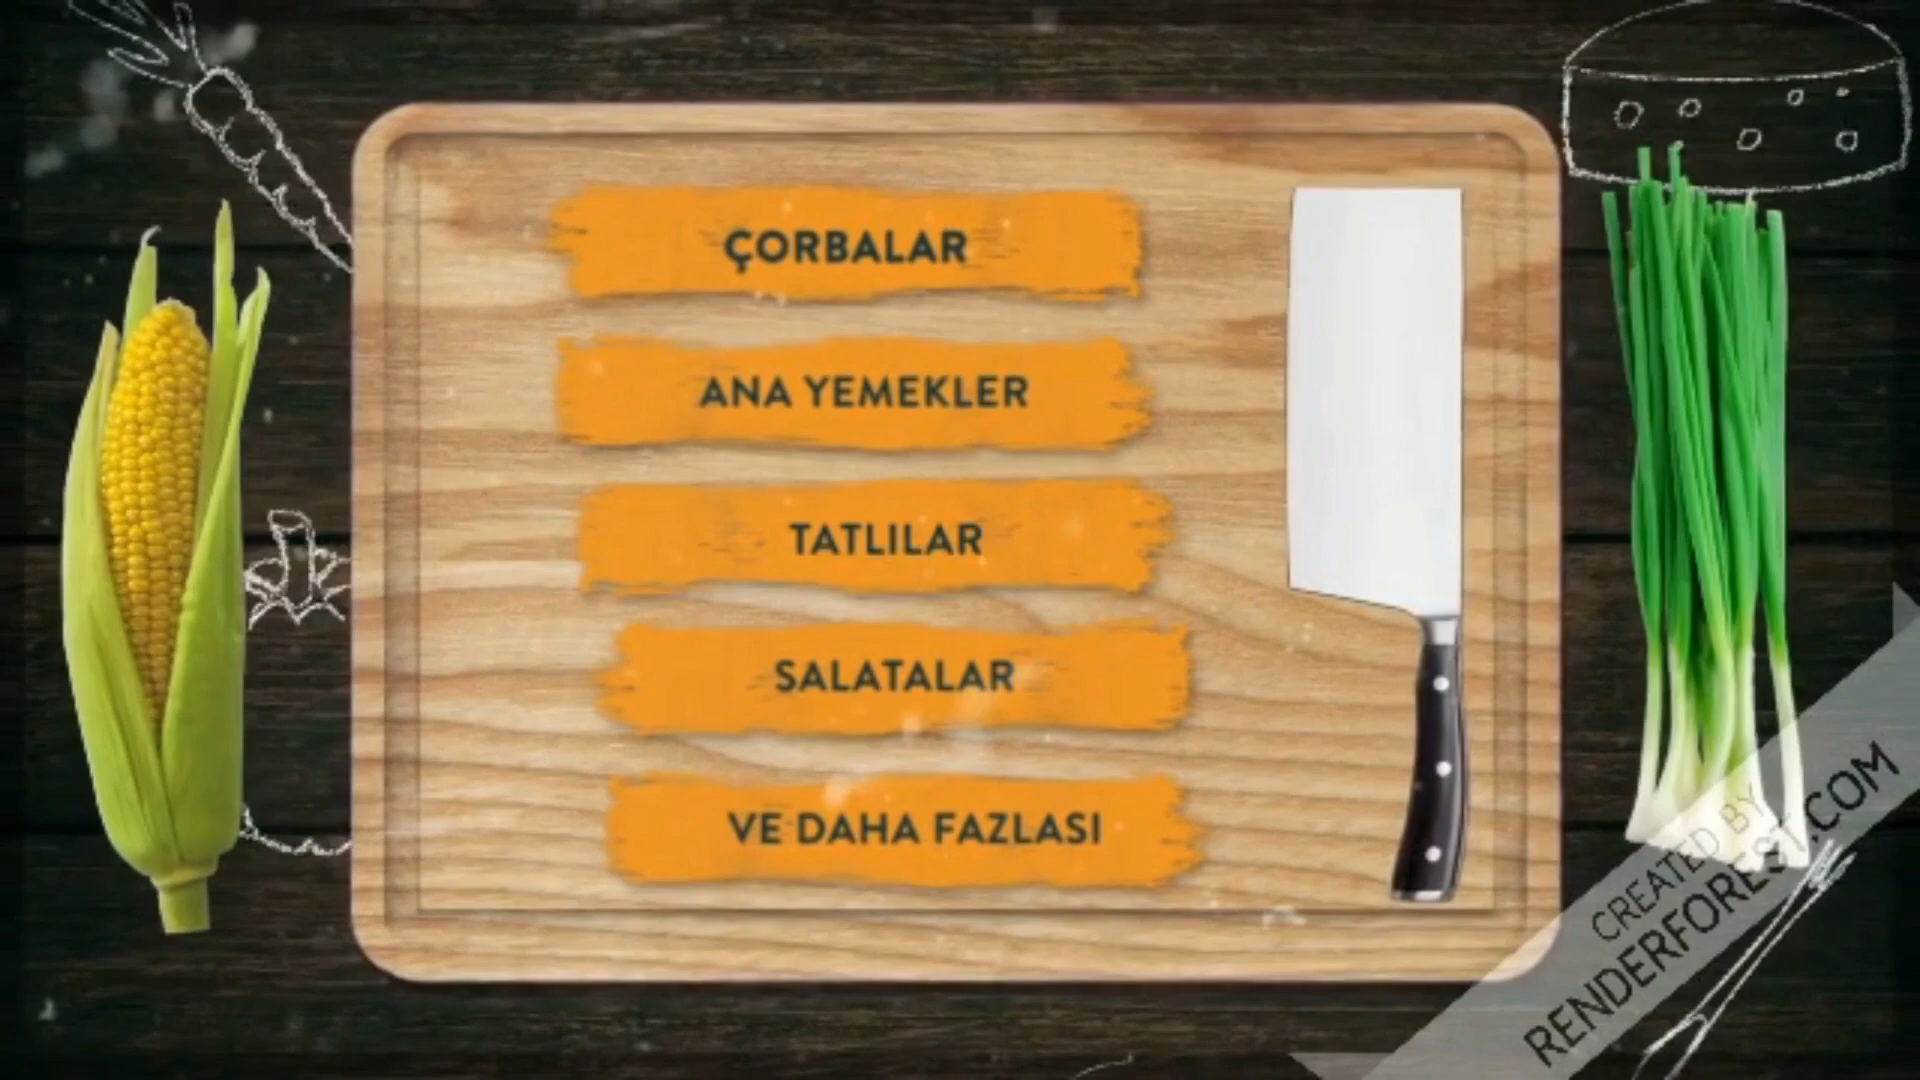 ÇORBALAR
ANA YEMEKLER
TATLILAR
SALATALAR
VE DAHA FAZLASI
CREATED BY
RENDERFOREST.COM